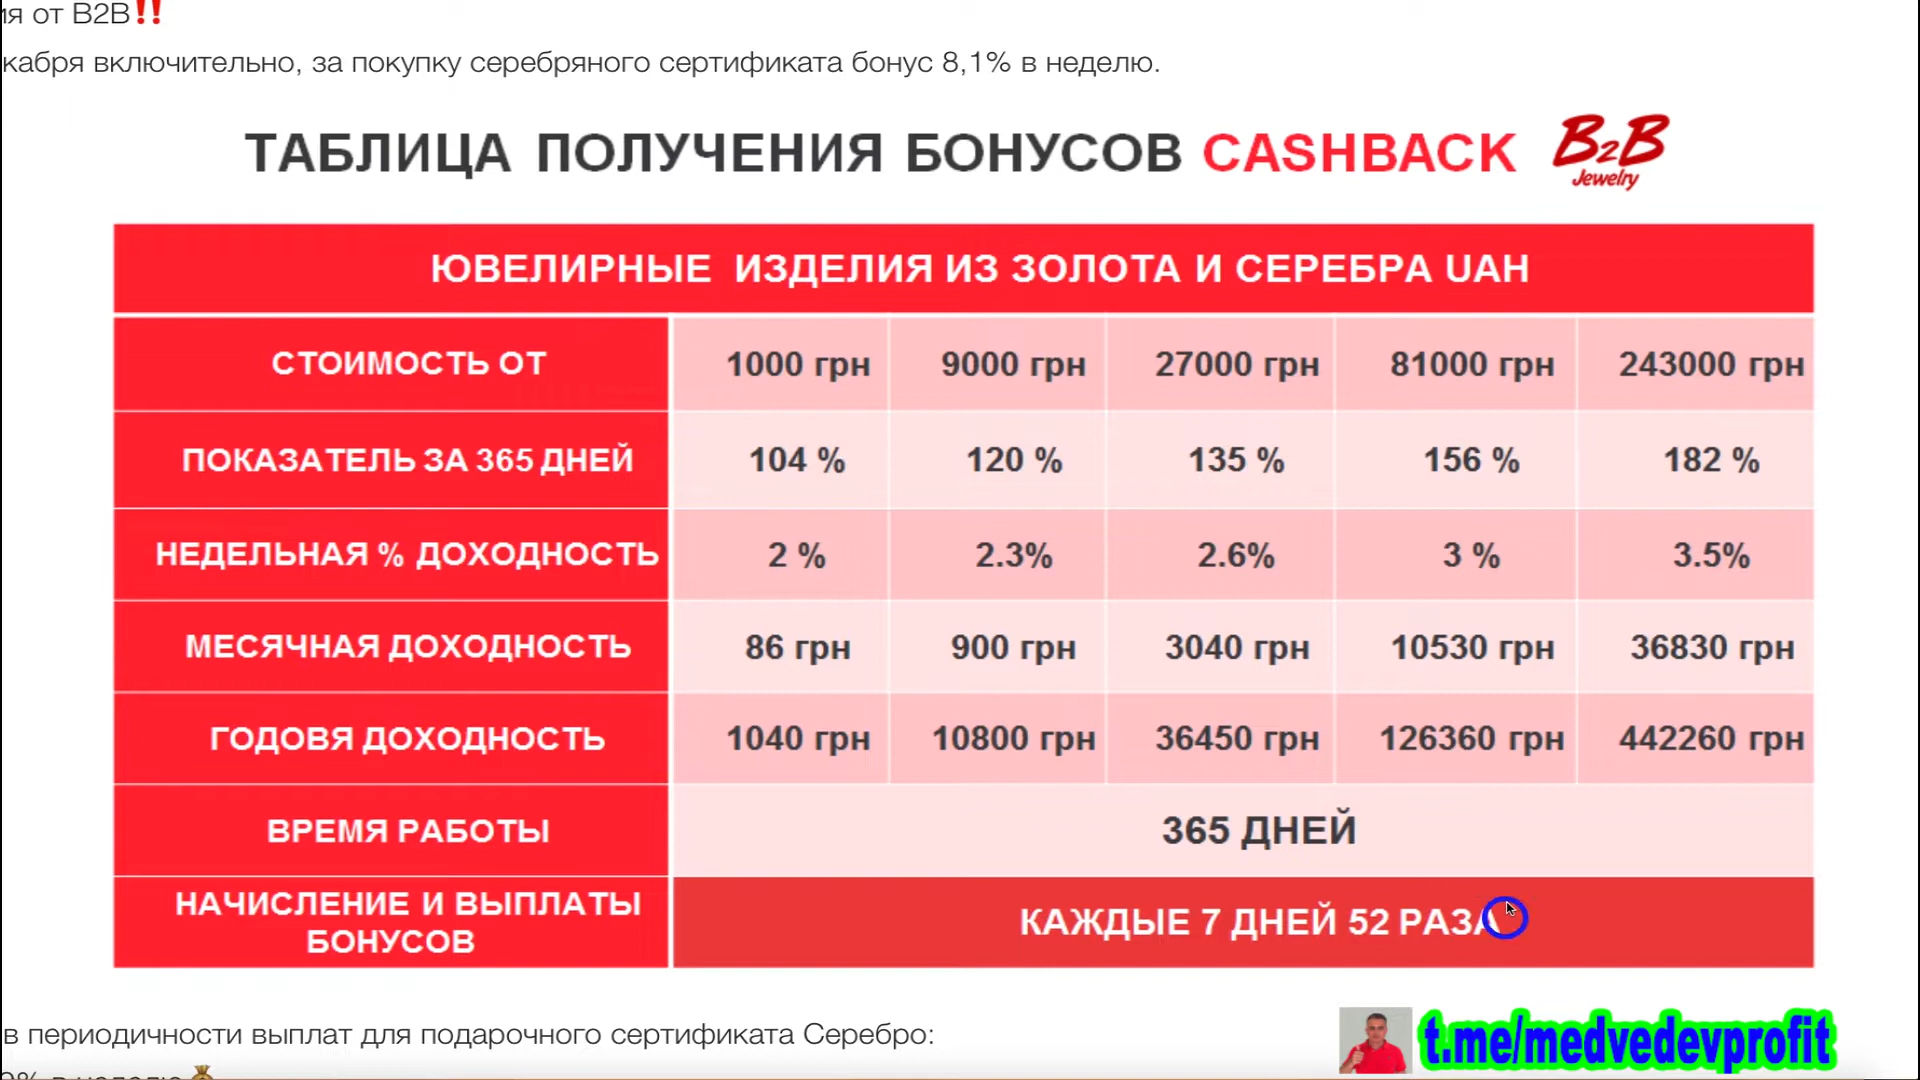 от B2B‼️
включительно, за покупку серебряного сертификата бонус 8,1% в неделю.
ТАБЛИЦА ПОЛУЧЕНИЯ БОНУСОВ CASHBACK B2B Jewelry
ЮВЕЛИРНЫЕ ИЗДЕЛИЯ ИЗ ЗОЛОТА И СЕРЕБРА UAH
СТОИМОСТЬ ОТ 1000 грн 9000 грн 27000 грн 81000 грн 243000 грн
ПОКАЗАТЕЛЬ ЗА 365 ДНЕЙ 104 % 120 % 135 % 156 % 182 %
НЕДЕЛЬНАЯ % ДОХОДНОСТЬ 2 % 2.3% 2.6% 3 % 3.5%
МЕСЯЧНАЯ ДОХОДНОСТЬ 86 грн 900 грн 3040 грн 10530 грн 36830 грн
ГОДОВЯ ДОХОДНОСТЬ 1040 грн 10800 грн 36450 грн 126360 грн 442260 грн
ВРЕМЯ РАБОТЫ 365 ДНЕЙ
НАЧИСЛЕНИЕ И ВЫПЛАТЫ
БОНУСОВ
КАЖДЫЕ 7 ДНЕЙ 52 РАЗА
в периодичности выплат для подарочного сертификата Серебро:
t.me/medvedevprofit